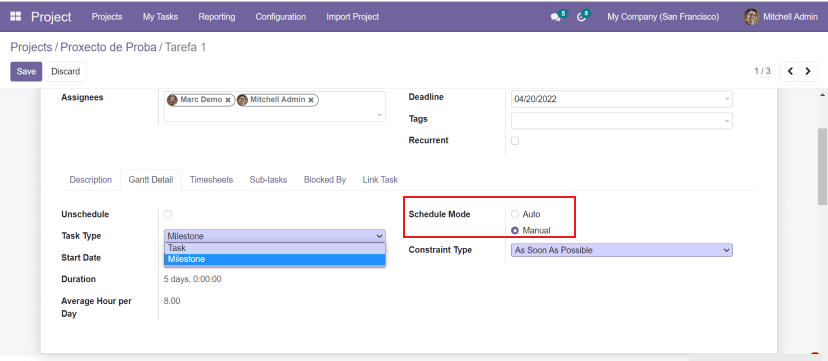 Project
Projects
My Tasks
Reporting
Configuration
Import Project
5
5
My Company (San Francisco)
Mitchell Admin
Projects / Proxecto de Proba / Tarefa 1
Save
Discard
1 / 3
Assignees
Marc Demo ×
Mitchell Admin ×
Deadline
04/20/2022
Tags
Recurrent
Description
Gantt Detail
Timesheets
Sub-tasks
Blocked By
Link Task
Unschedule
Task Type
Milestone
Task
Milestone
Start Date
Duration
5 days, 0:00:00
Average Hour per
Day
8.00
Schedule Mode
Auto
Manual
Constraint Type
As Soon As Possible